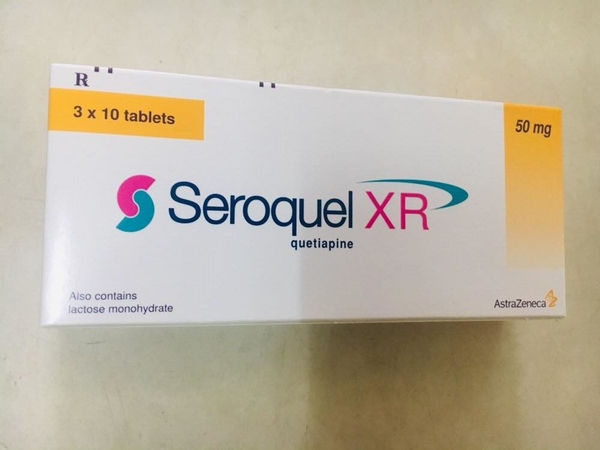 R
3 x 10 tablets
50 mg
Seroquel XR
quetiapine
Also contains
lactose monohydrate
AstraZeneca